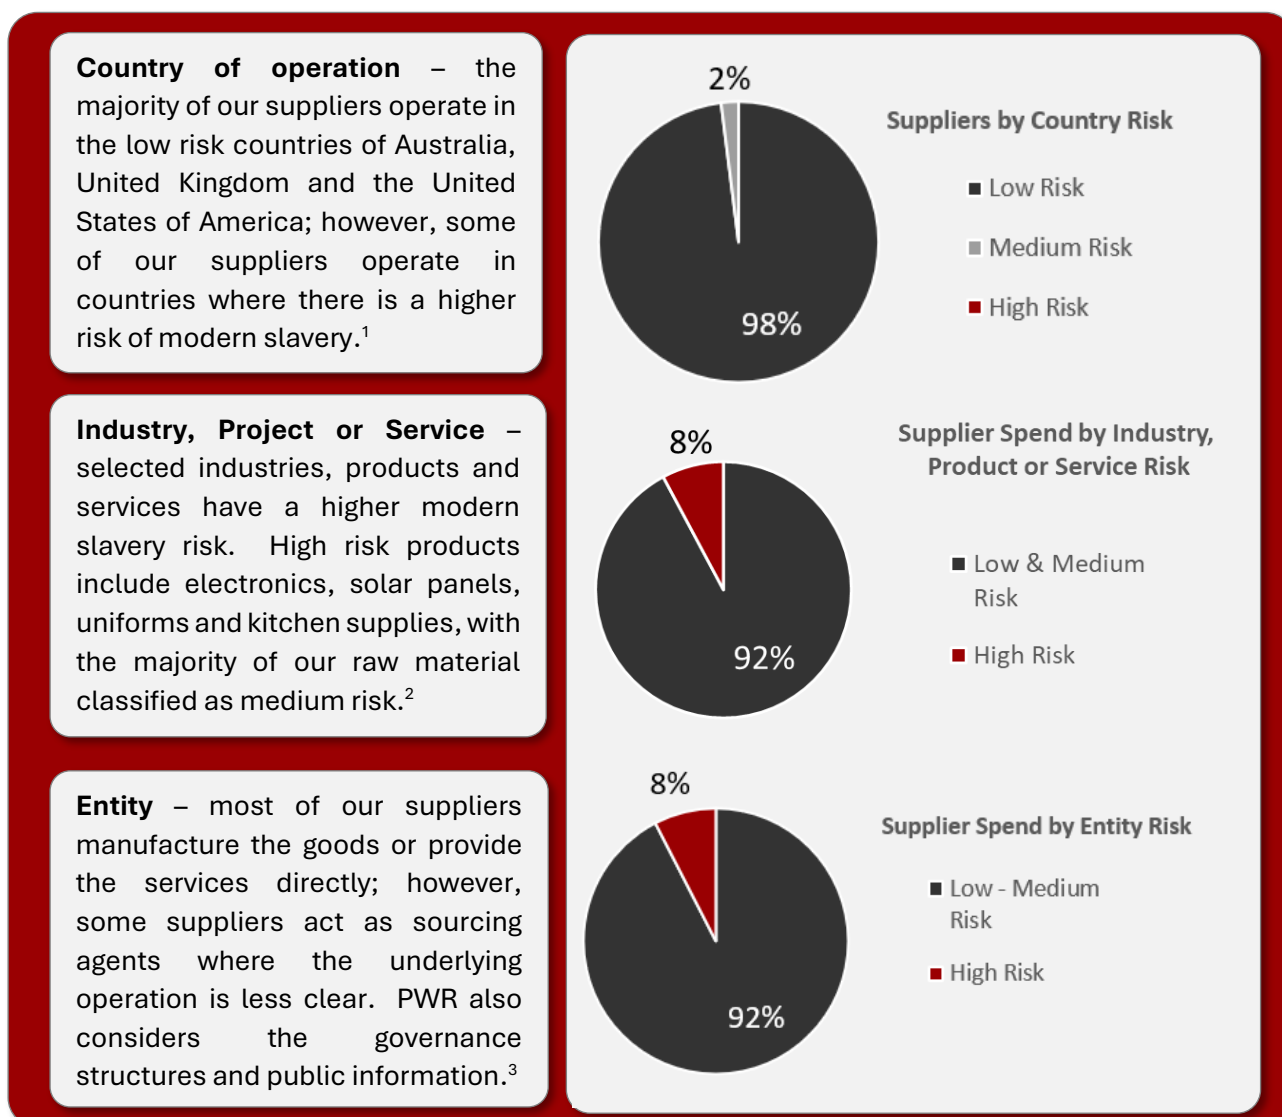 Country of operation – the
majority of our suppliers operate in
the low risk countries of Australia,
United Kingdom and the United
States of America; however, some
of our suppliers operate in
countries where there is a higher
risk of modern slavery.1
2%
Suppliers by Country Risk
Low Risk
Medium Risk
High Risk
98%
Industry, Project or Service –
selected industries, products and
services have a higher modern
slavery risk. High risk products
include electronics, solar panels,
uniforms and kitchen supplies, with
the majority of our raw material
classified as medium risk.2
8%
Supplier Spend by Industry,
Product or Service Risk
Low & Medium
Risk
High Risk
92%
Entity – most of our suppliers
manufacture the goods or provide
the services directly; however,
some suppliers act as sourcing
agents where the underlying
operation is less clear. PWR also
considers the governance
structures and public information.3
8%
Supplier Spend by Entity Risk
Low - Medium
Risk
High Risk
92%